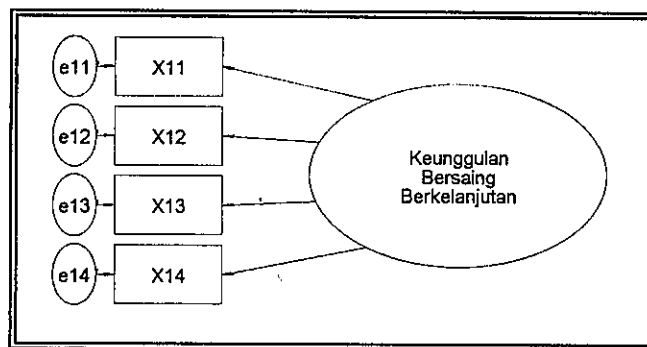 e11
X11
e12
X12
e13
X13
e14
X14
Keunggulan
Bersaing
Berkelanjutan